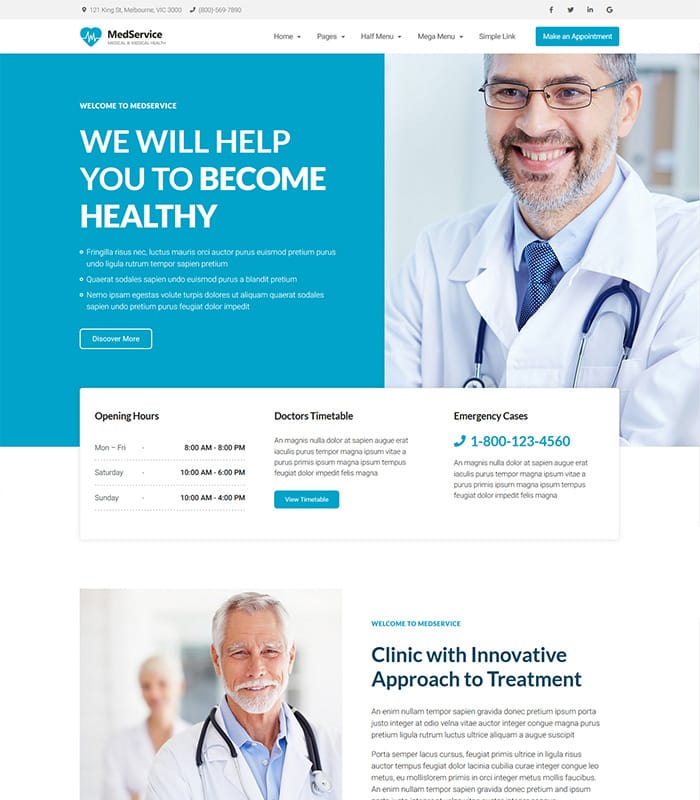 121 King St, Melbourne, VIC 3000 (800)-569-7890
MedService
MEDICAL & MEDICAL HEALTH
Home Pages Half Menu Mega Menu Simple Link Make an Appointment
WELCOME TO MEDSERVICE
WE WILL HELP
YOU TO BECOME
HEALTHY
Fringilla risus nec, luctus mauris orci auctor purus euismod pretium purus
undo ligula rutrum tempor sapien pretium
Quaerat sodales sapien undo euismod purus a blandit pretium
Nemo ipsam egestas volute turpis dolores ut aliquam quaerat sodales
sapien undo pretium purus feugiat dolor impedit
Discover More
Opening Hours
Mon – Fri - 8:00 AM - 8:00 PM
Saturday - 10:00 AM - 6:00 PM
Sunday - 10:00 AM - 4:00 PM
Doctors Timetable
An magnis nulla dolor at sapien augue erat
iaculis purus tempor magna ipsum vitae a
purus primis ipsum magna ipsum tempus
feugiat dolor impedit felis magna
View Timetable
Emergency Cases
1-800-123-4560
An magnis nulla dolor sapien augue erat
iaculis purus tempor magna ipsum vitae a
purus primis ipsum magna ipsum tempus
feugiat dolor impedit felis magna
WELCOME TO MEDSERVICE
Clinic with Innovative
Approach to Treatment
An enim nullam tempor sapien gravida donec pretium ipsum porta
justo integer at odio velna vitae auctor integer congue magna purus
pretium ligula rutrum luctus ultrice aliquam a augue suscipit
Porta semper lacus cursus, feugiat primis ultrice in ligula risus
auctor tempus feugiat dolor lacinia cubilia curae integer congue leo
metus, eu mollislorem primis in orci integer metus mollis faucibus.
An enim nullam tempor sapien gravida donec pretium and ipsum
porta justo integer at velna vitae auctor integer congue